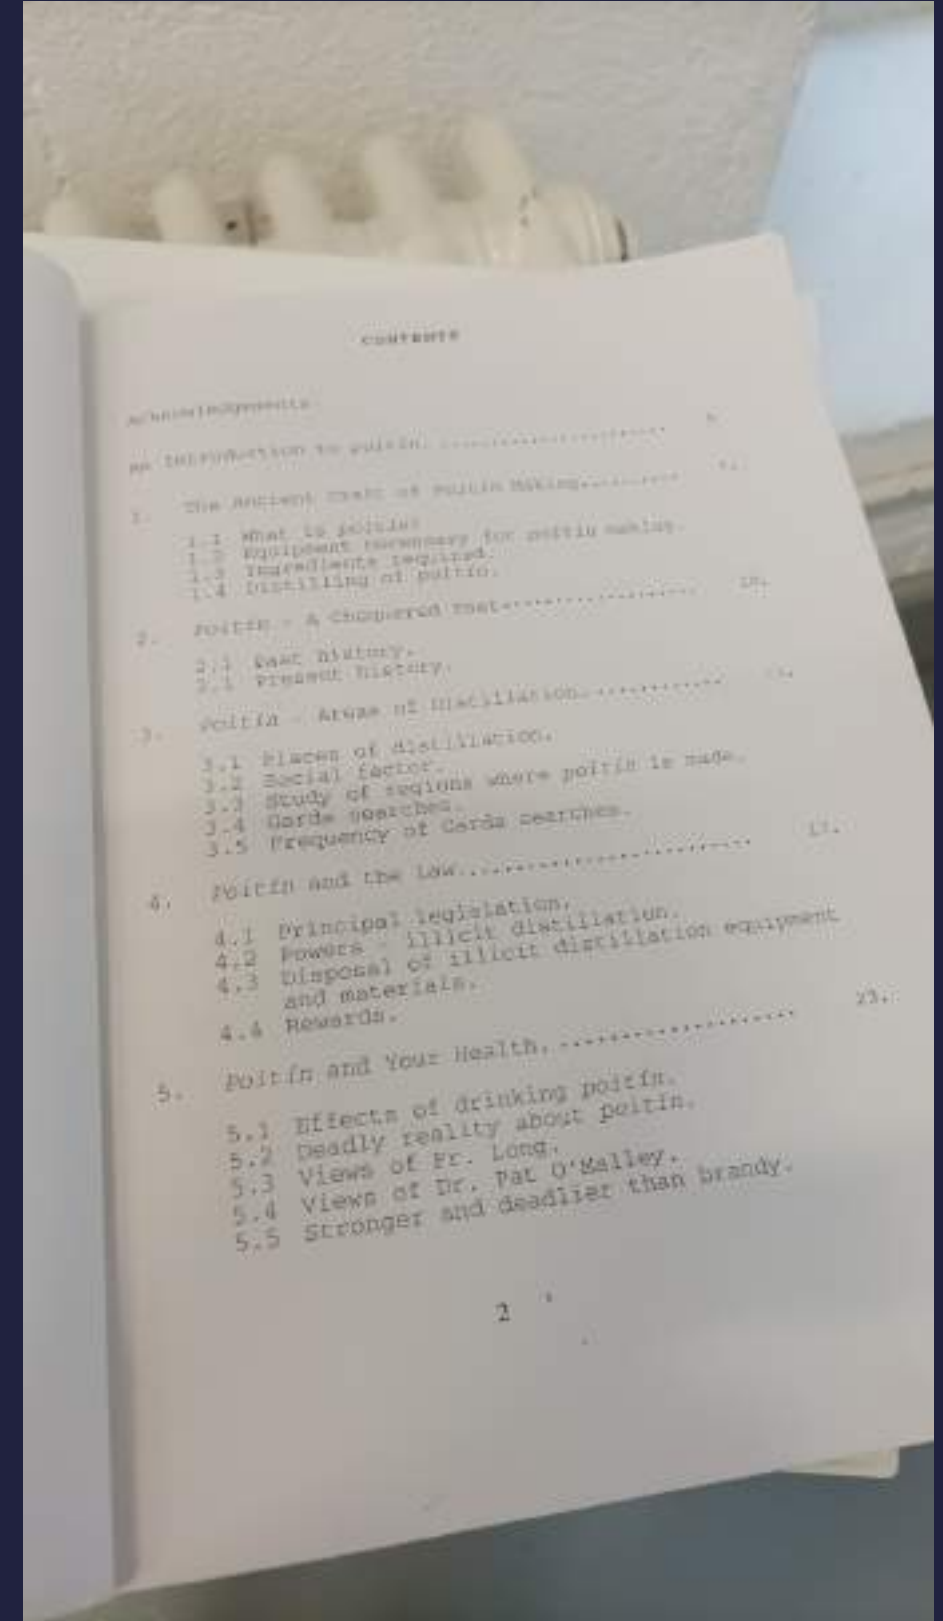 CONTENTS
Acknowledgements
An Introduction to poitín.
1. The Ancient Craft of Poitín Making..........
1.1 What is poitín?
1.2 Equipment necessary for poitín making.
1.3 Ingredients required.
1.4 Distilling of poitín.
2. Poitín - A Chequered Past....................
2.1 Past history.
2.1 Present history.
3. Poitín - Areas of Distillation.............
3.1 Places of distillation.
3.2 Social factor.
3.3 Study of regions where poitín is made.
3.4 Garda searches.
3.5 Frequency of Garda searches.
4. Poitín and the Law........................... 17.
4.1 Principal legislation.
4.2 Powers illicit distillation.
4.3 Disposal of illicit distillation equipment
and materials.
4.4 Rewards.
5. Poitín and Your Health. .................... 23.
5.1 Effects of drinking poitín.
5.2 Deadly reality about poitín.
5.3 Views of Fr. Long.
5.4 Views of Dr. Pat O'Malley.
5.5 Stronger and deadlier than brandy.
2